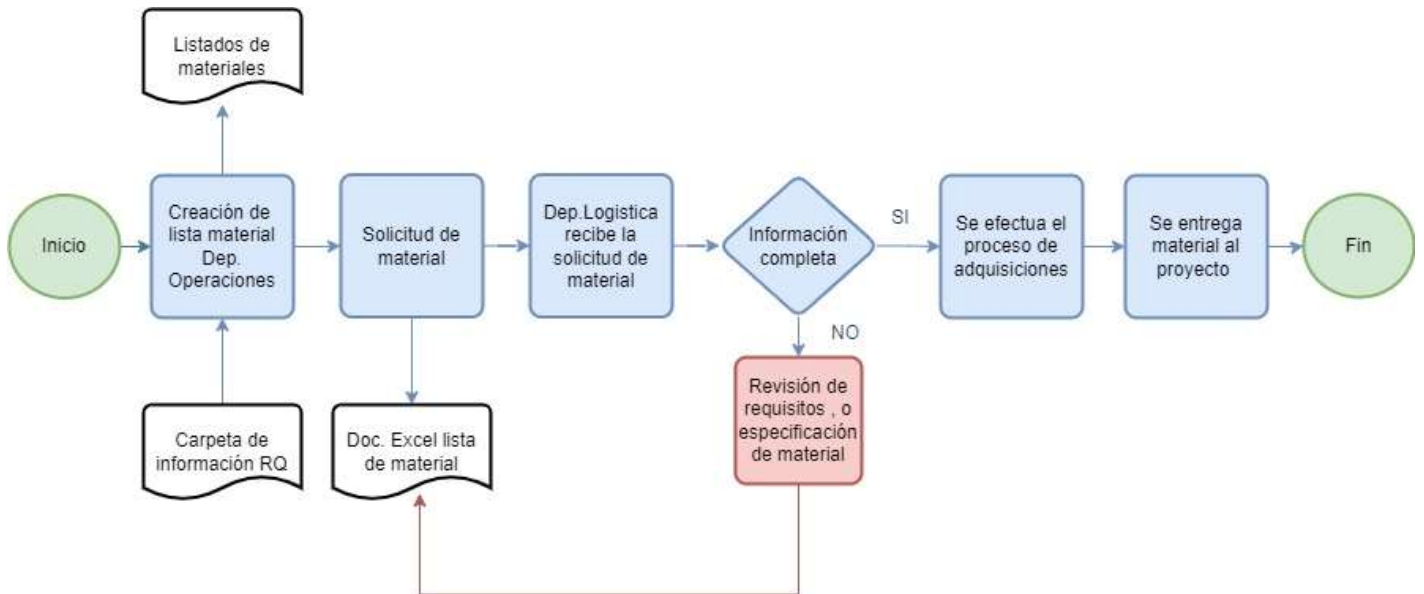 Listados de
materiales
Inicio
Creación de
lista material
Dep.
Operaciones
Solicitud de
material
Dep.Logistica
recibe la
solicitud de
material
Información
completa
SI
Se efectua el
proceso de
adquisiciones
Se entrega
material al
proyecto
Fin
NO
Carpeta de
información RQ
Doc. Excel lista
de material
Revisión de
requisitos , o
especificación
de material